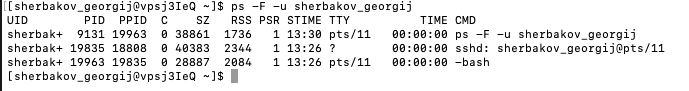 [sherbakov_georgij@vpsj3IeQ ~]$ ps -F -u sherbakov_georgij
UID        PID  PPID  C    SZ   RSS PSR STIME TTY          TIME CMD
sherbak+  9131 19963  0 38861  1736   1 13:30 pts/11   00:00:00 ps -F -u sherbakov_georgij
sherbak+ 19835 18808  0 40383  2344   1 13:26 ?        00:00:00 sshd: sherbakov_georgij@pts/11
sherbak+ 19963 19835  0 28887  2084   1 13:26 pts/11   00:00:00 -bash
[sherbakov_georgij@vpsj3IeQ ~]$